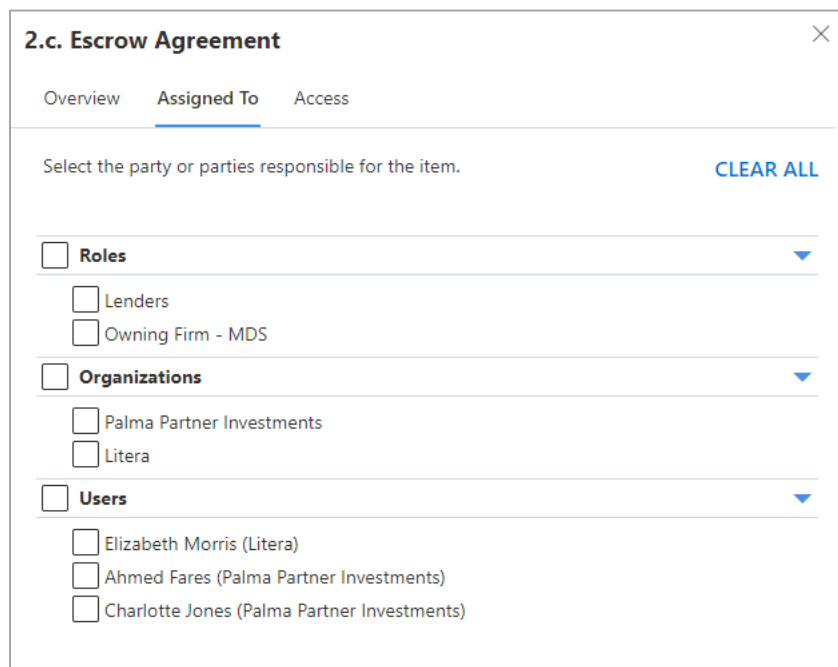 2.c. Escrow Agreement
Overview Assigned To Access
Select the party or parties responsible for the item. CLEAR ALL
Roles
Lenders
Owning Firm - MDS
Organizations
Palma Partner Investments
Litera
Users
Elizabeth Morris (Litera)
Ahmed Fares (Palma Partner Investments)
Charlotte Jones (Palma Partner Investments)